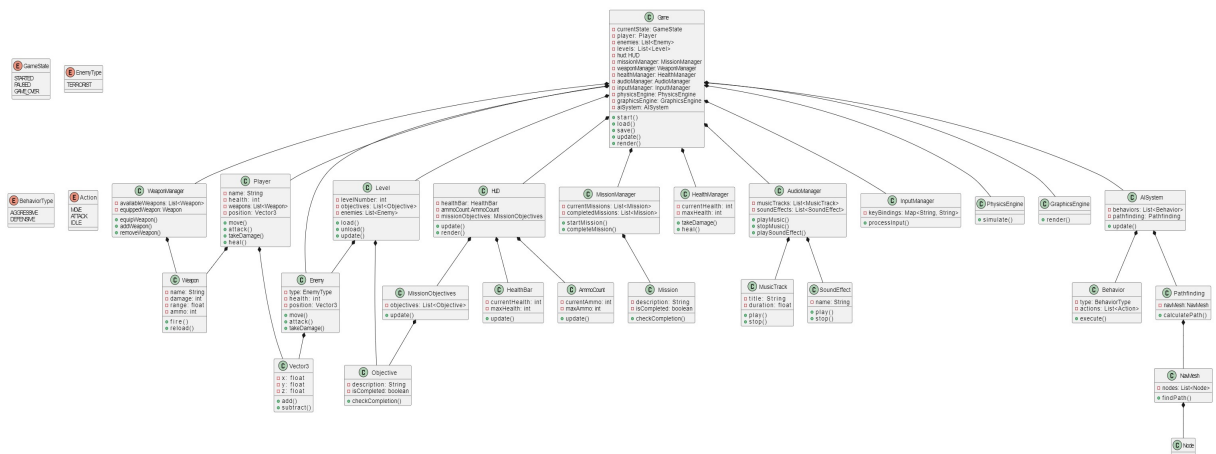 C Game
currentState: GameState
player: Player
enemies: List<Enemy>
levels: List<Level>
hud: HUD
missionManager: MissionManager
weaponManager: WeaponManager
healthManager: HealthManager
audioManager: AudioManager
inputManager: InputManager
physicsEngine: PhysicsEngine
graphicsEngine: GraphicsEngine
aiSystem: AISystem
start()
load()
save()
update()
render()
E GameState
STARTED
PAUSED
GAME_OVER
E EnemyType
TERRORIST
E BehaviorType
AGGRESSIVE
DEFENSIVE
E Action
MOVE
ATTACK
IDLE
C WeaponManager
availableWeapons: List<Weapon>
equippedWeapon: Weapon
equipWeapon()
addWeapon()
removeWeapon()
C Player
name: String
health: int
weapons: List<Weapon>
position: Vector3
move()
attack()
takeDamage()
heal()
C Level
levelNumber: int
objectives: List<Objective>
enemies: List<Enemy>
load()
unload()
update()
C HUD
healthBar: HealthBar
ammoCount: AmmoCount
missionObjectives: MissionObjectives
update()
render()
C MissionManager
currentMissions: List<Mission>
completedMissions: List<Mission>
startMission()
completeMission()
C HealthManager
currentHealth: int
maxHealth: int
takeDamage()
heal()
C AudioManager
musicTracks: List<MusicTrack>
soundEffects: List<SoundEffect>
playMusic()
stopMusic()
playSoundEffect()
C InputManager
keyBindings: Map<String, String>
processInput()
C PhysicsEngine
simulate()
C GraphicsEngine
render()
C AISystem
behaviors: List<Behavior>
pathfinding: Pathfinding
update()
C Weapon
name: String
damage: int
range: float
ammo: int
fire()
reload()
C Enemy
type: EnemyType
health: int
position: Vector3
move()
attack()
takeDamage()
C MissionObjectives
objectives: List<Objective>
update()
C HealthBar
currentHealth: int
maxHealth: int
update()
C AmmoCount
currentAmmo: int
maxAmmo: int
update()
C Mission
description: String
isCompleted: boolean
checkCompletion()
C MusicTrack
title: String
duration: float
play()
stop()
C SoundEffect
name: String
play()
stop()
C Behavior
type: BehaviorType
actions: List<Action>
execute()
C Pathfinding
navMesh: NavMesh
calculatePath()
C Vector3
x: float
y: float
z: float
add()
subtract()
C Objective
description: String
isCompleted: boolean
checkCompletion()
C NavMesh
nodes: List<Node>
findPath()
C Node